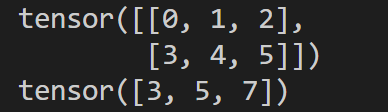 tensor([[0, 1, 2],
        [3, 4, 5]])
tensor([3, 5, 7])